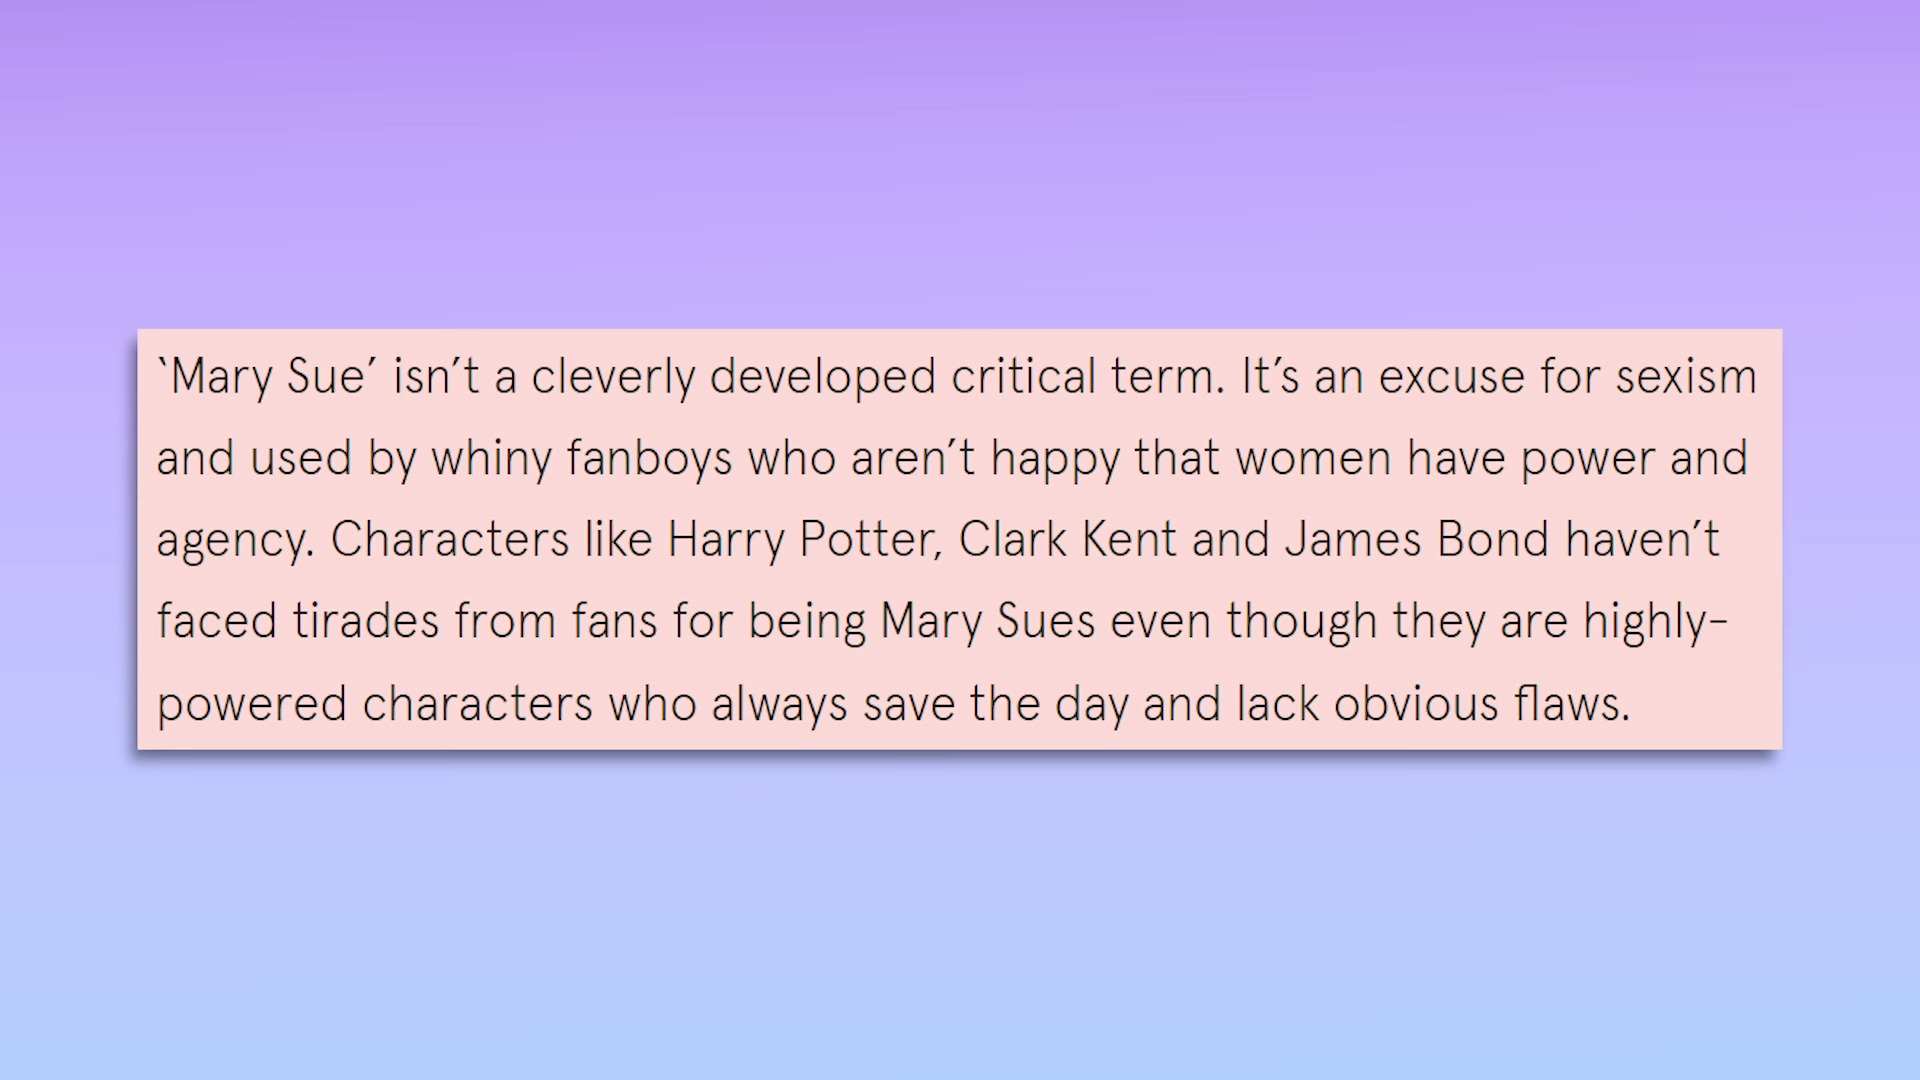 ‘Mary Sue’ isn’t a cleverly developed critical term. It’s an excuse for sexism
and used by whiny fanboys who aren’t happy that women have power and
agency. Characters like Harry Potter, Clark Kent and James Bond haven’t
faced tirades from fans for being Mary Sues even though they are highly-
powered characters who always save the day and lack obvious flaws.